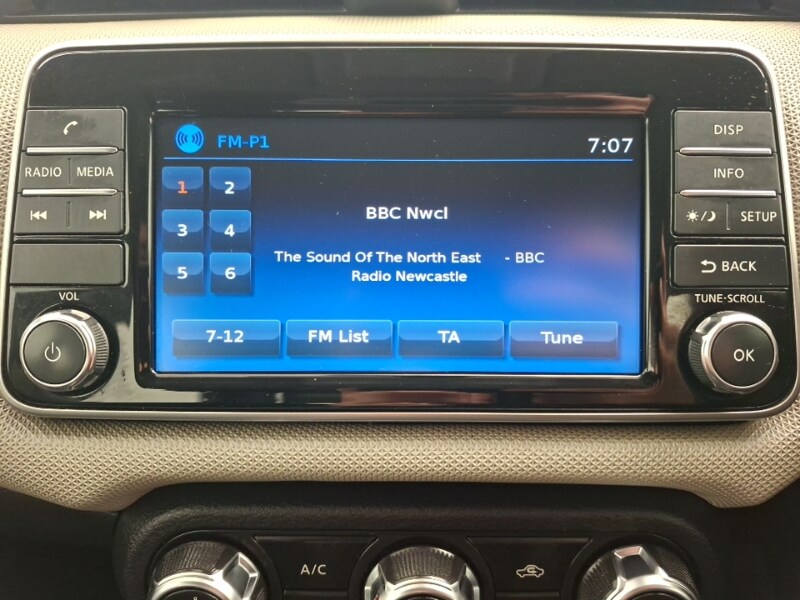 FM-P1 7:07
DISP
RADIO MEDIA
1 2
BBC Nwcl
INFO
3 4
SETUP
The Sound Of The North East - BBC
Radio Newcastle
5 6
BACK
VOL
TUNE·SCROLL
7-12 FM List TA Tune
OK
A/C